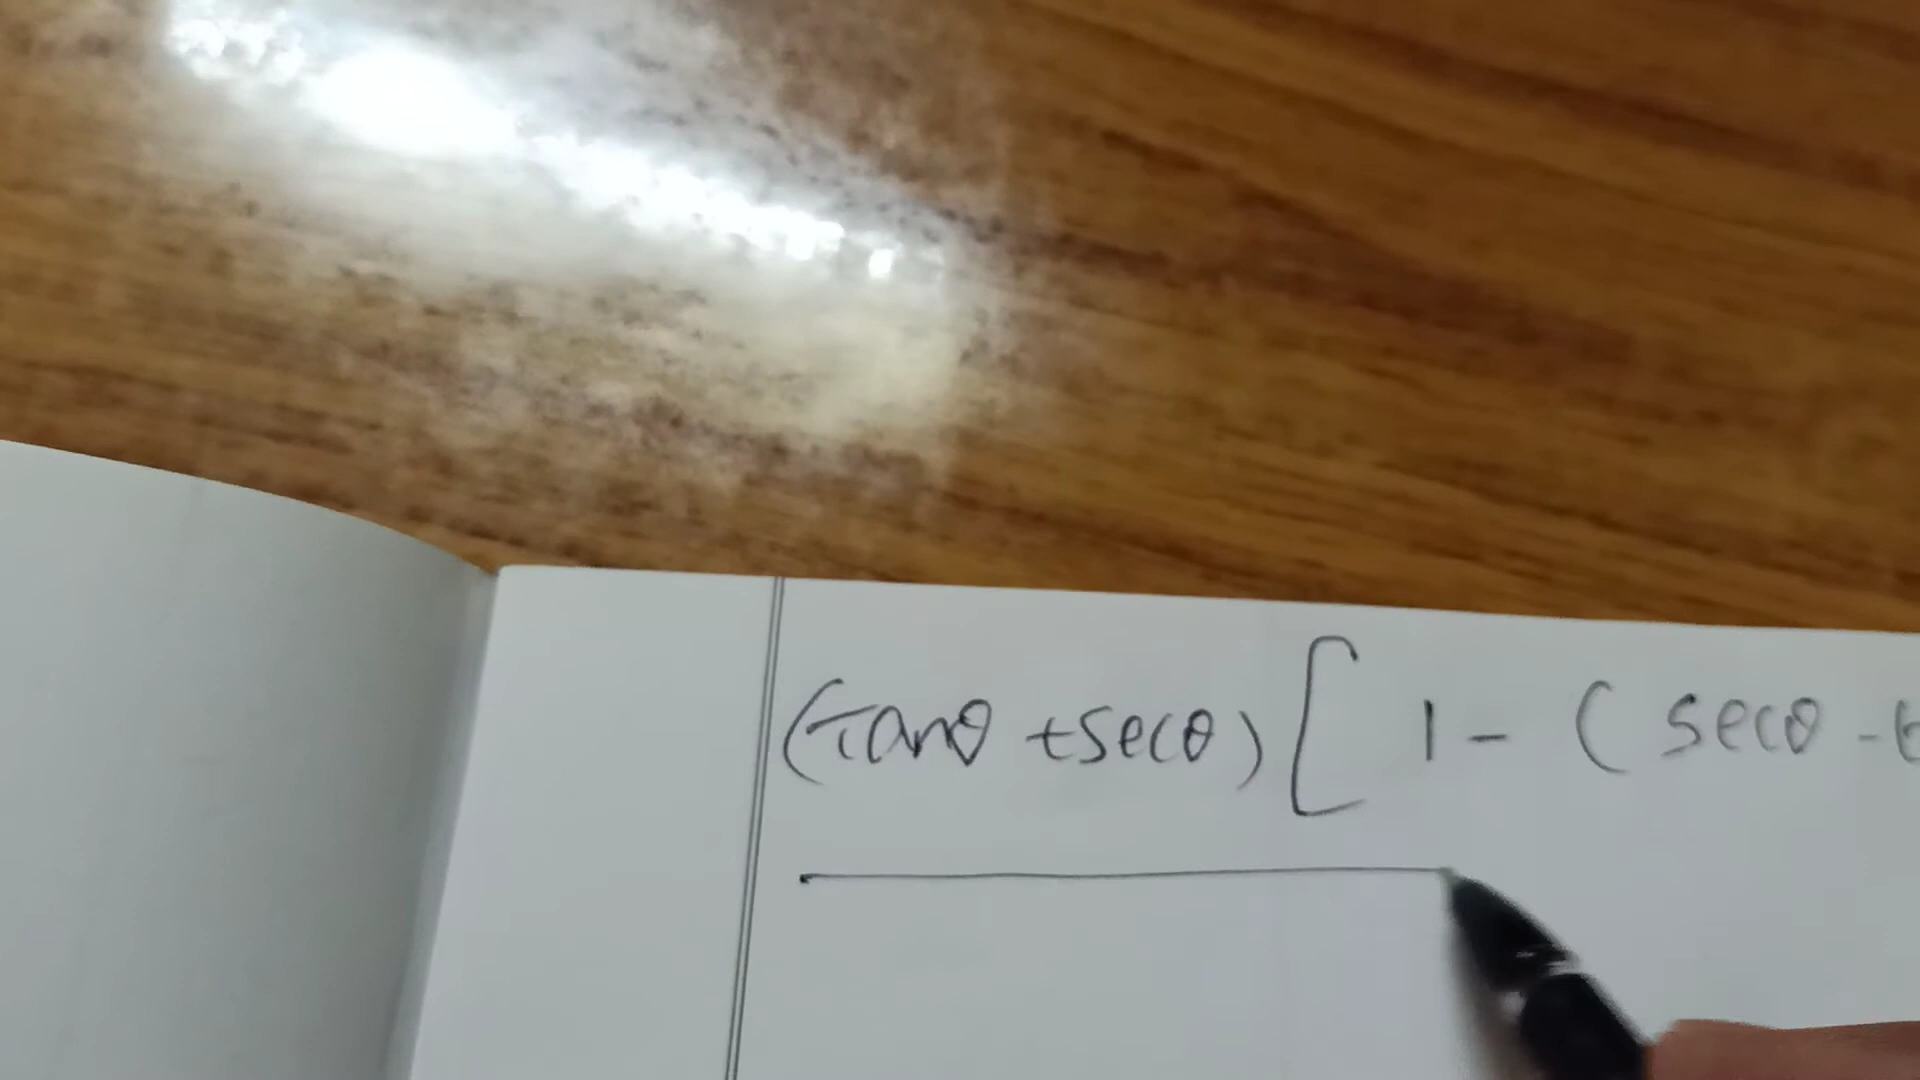 (tanθ +secθ) [ 1 - ( secθ - t